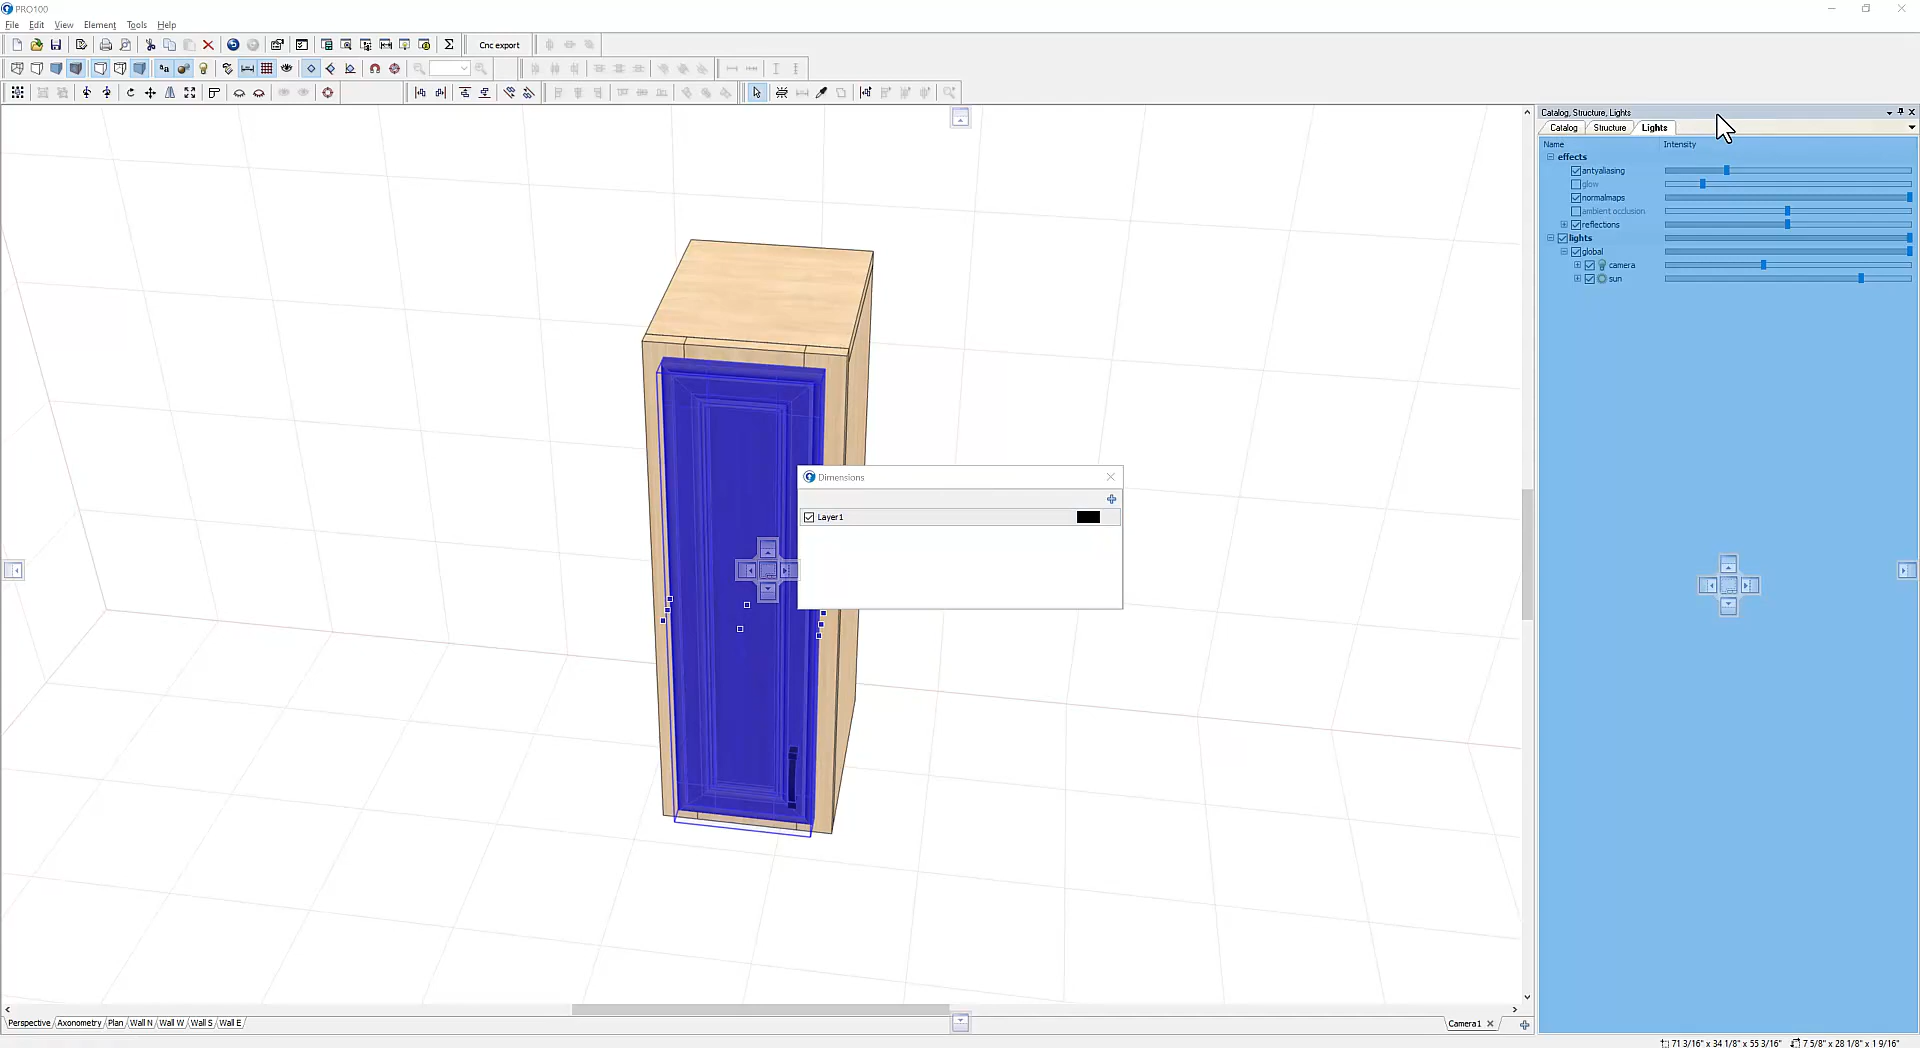 PRO100
File Edit View Element Tools Help
Cnc export
Catalog, Structure, Lights
Catalog Structure Lights
Name Intensity
effects
antyaliasing
glow
normalmaps
ambient occlusion
reflections
lights
global
camera
sun
Dimensions
Layer1
Perspective Axonometry Plan Wall N Wall W Wall S Wall E
Camera1
71 3/16" x 34 1/8" x 55 3/16" 7 5/8" x 28 1/8" x 1 9/16"